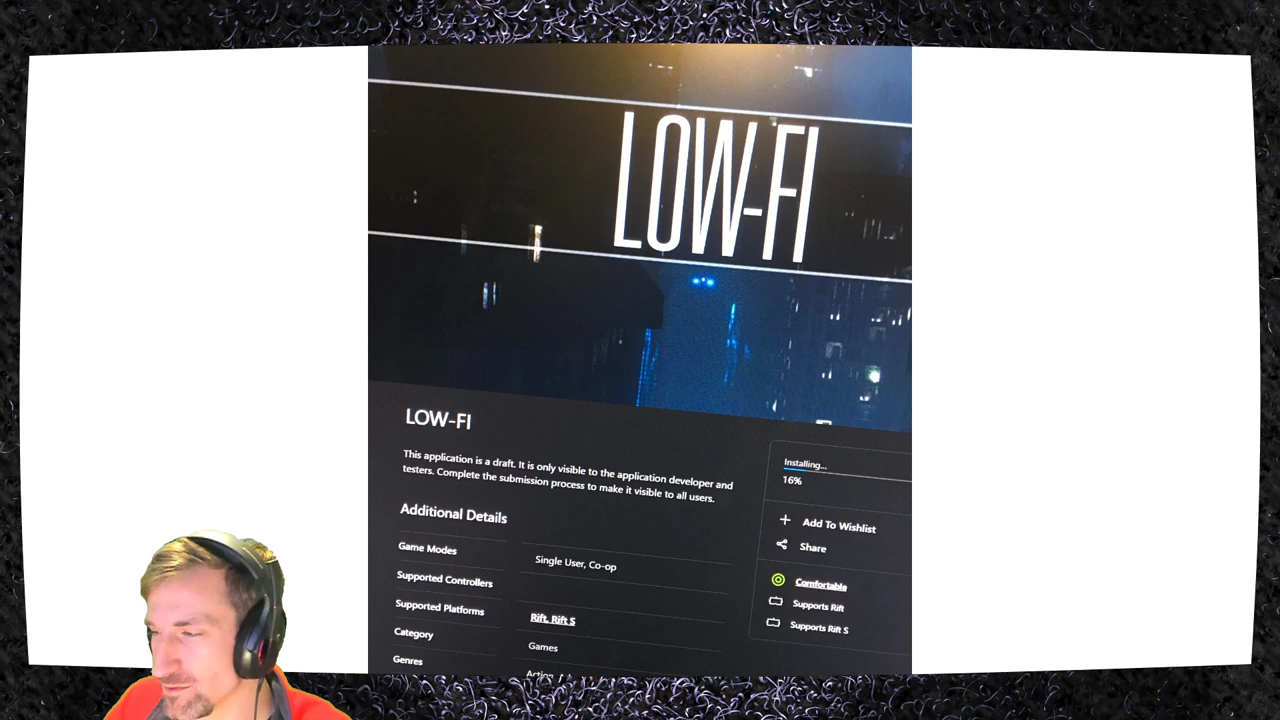 LOW-FI
LOW-FI
This application is a draft. It is only visible to the application developer and
testers. Complete the submission process to make it visible to all users.
Additional Details
Game Modes
Single User, Co-op
Supported Controllers
Supported Platforms
Rift, Rift S
Category
Games
Genres
Action
Installing...
16%
Add To Wishlist
Share
Comfortable
Supports Rift
Supports Rift S